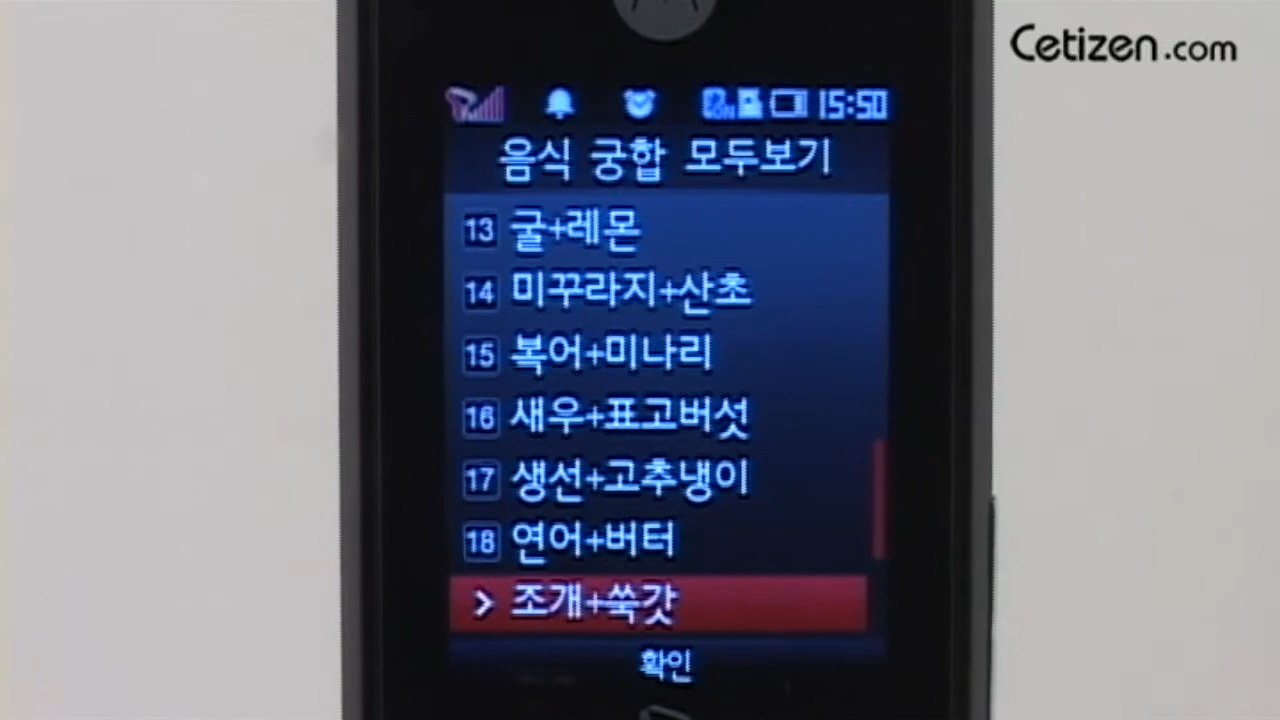 Cetizen.com
15:50
음식 궁합 모두보기
13 굴+레몬
14 미꾸라지+산초
15 복어+미나리
16 새우+표고버섯
17 생선+고추냉이
18 연어+버터
> 조개+쑥갓
확인